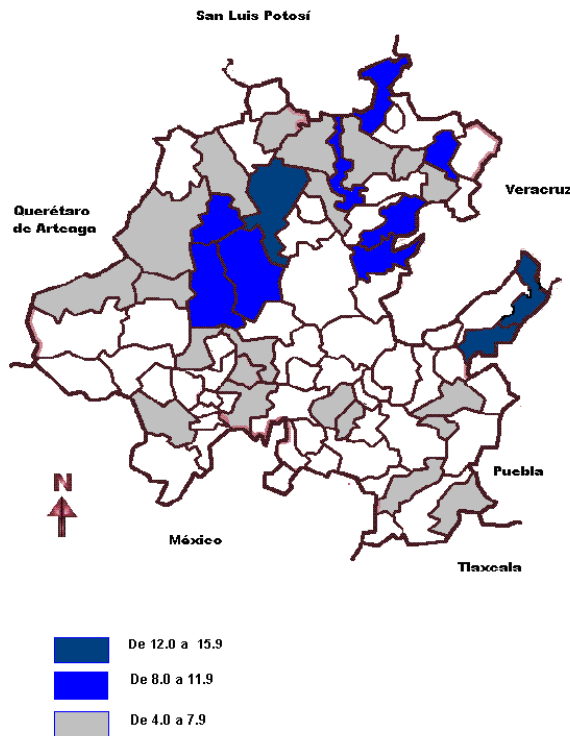 San Luis Potosí
Veracruz
Querétaro
de Arteaga
Puebla
N
México
Tlaxcala
De 12.0 a 15.9
De 8.0 a 11.9
De 4.0 a 7.9